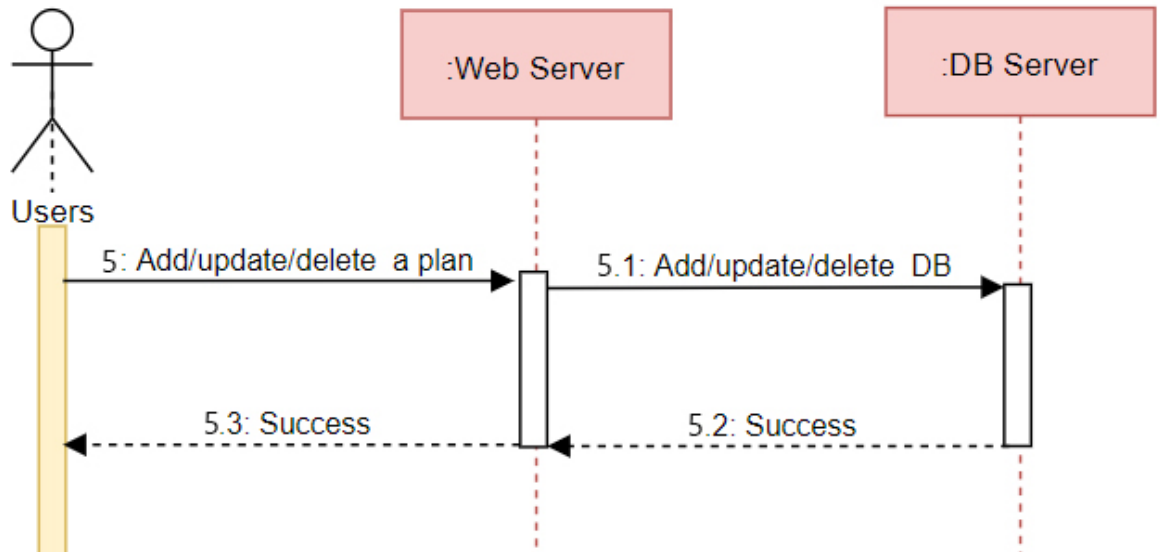 :Web Server
:DB Server
Users
5: Add/update/delete a plan
5.1: Add/update/delete DB
5.3: Success
5.2: Success